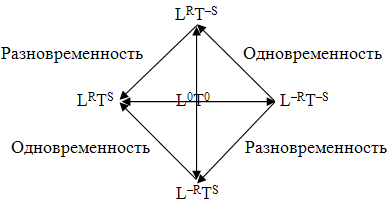 L^R T^–S
Разновременность Одновременность
L^R T^S L^0 T^0 L^–R T^–S
Одновременность Разновременность
L^–R T^S